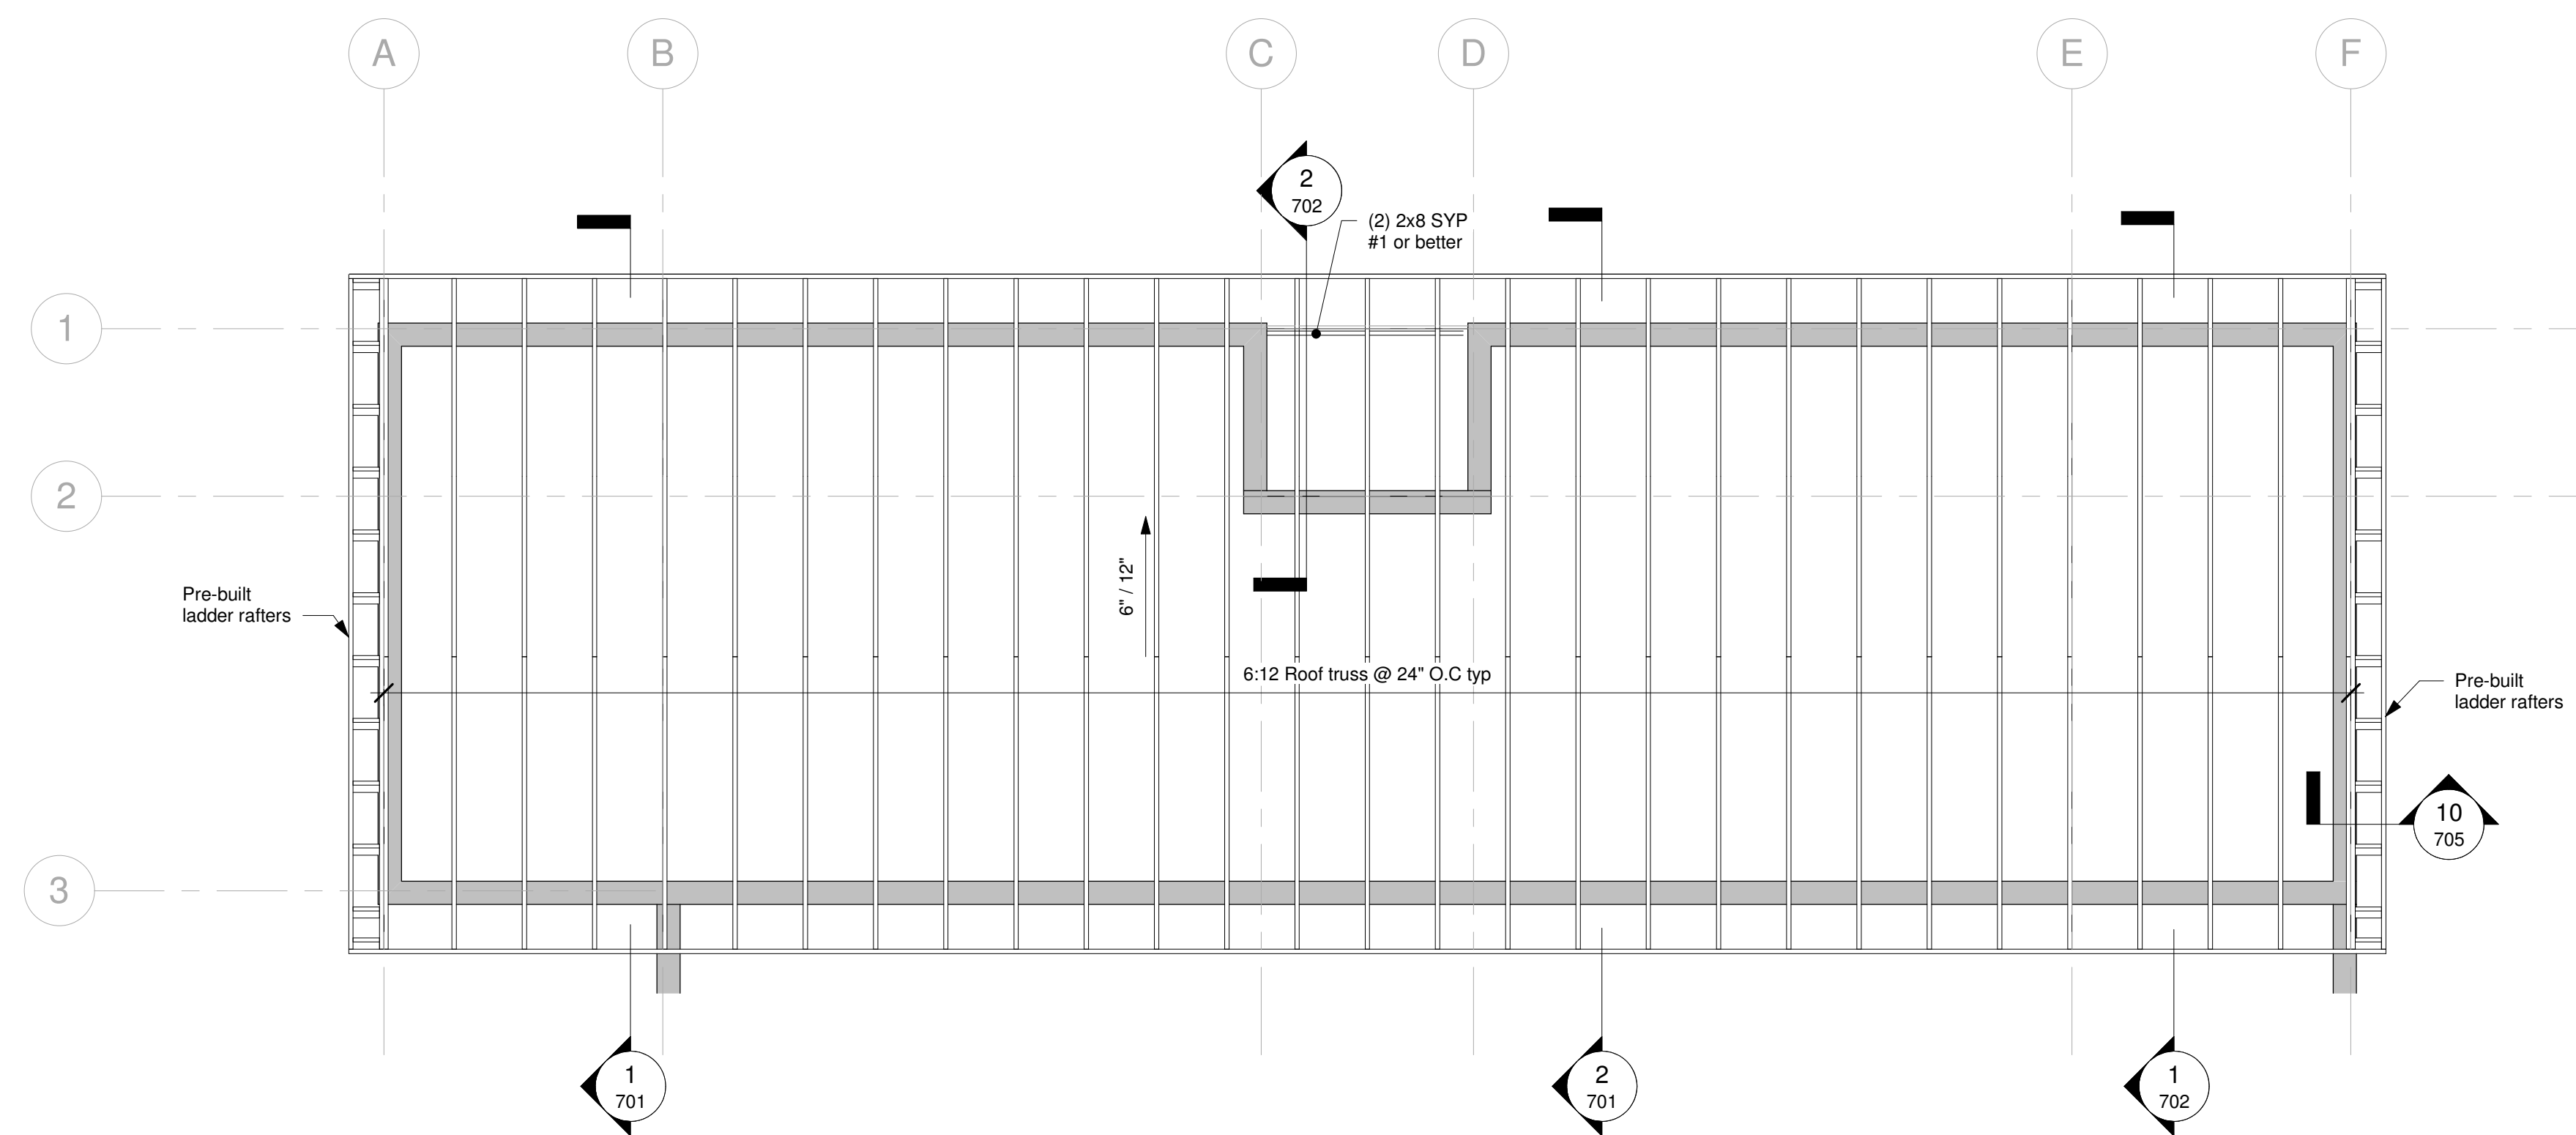 A
B
C
D
E
F
2
702
(2) 2x8 SYP
#1 or better
1
2
6" / 12"
Pre-built
ladder rafters
6:12 Roof truss @ 24" O.C typ
Pre-built
ladder rafters
10
705
3
1
701
2
701
1
702